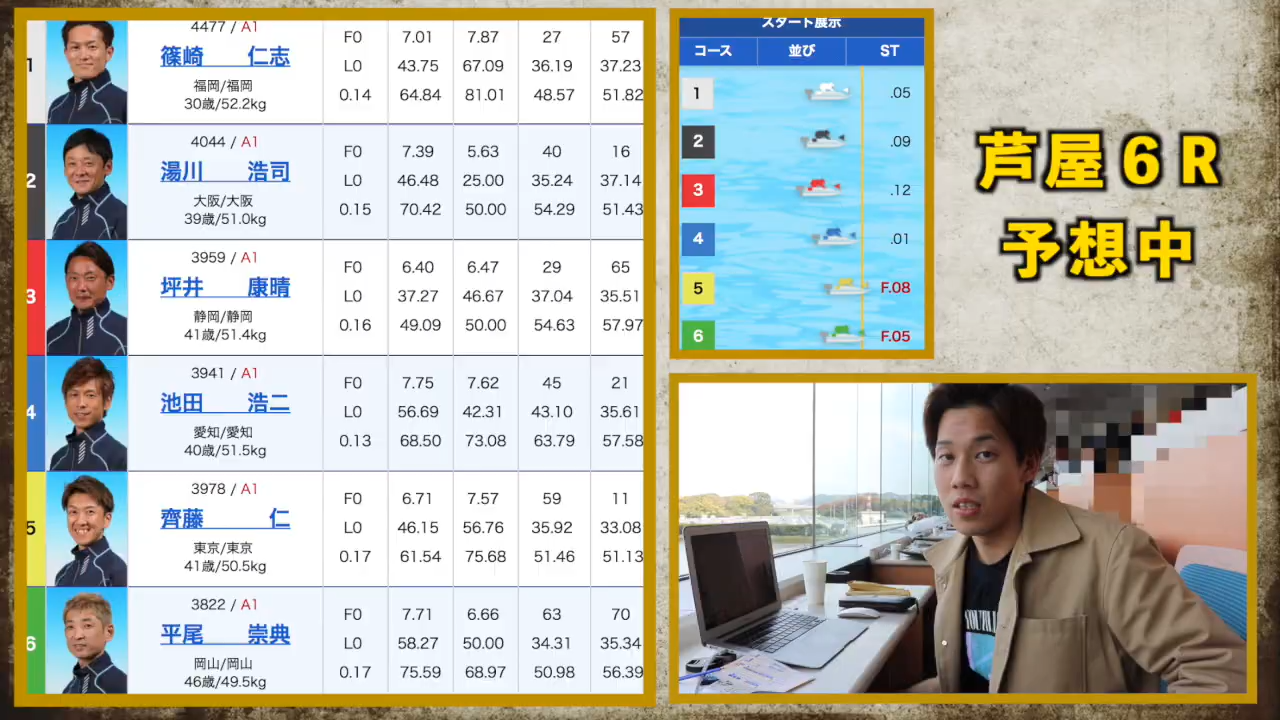 1
4477 / A1
篠崎 仁志
福岡/福岡
30歳/52.2kg
F0 7.01 7.87 27 57
L0 43.75 67.09 36.19 37.23
0.14 64.84 81.01 48.57 51.82
2
4044 / A1
湯川 浩司
大阪/大阪
39歳/51.0kg
F0 7.39 5.63 40 16
L0 46.48 25.00 35.24 37.14
0.15 70.42 50.00 54.29 51.43
3
3959 / A1
坪井 康晴
静岡/静岡
41歳/51.4kg
F0 6.40 6.47 29 65
L0 37.27 46.67 37.04 35.51
0.16 49.09 50.00 54.63 57.97
4
3941 / A1
池田 浩二
愛知/愛知
40歳/51.5kg
F0 7.75 7.62 45 21
L0 56.69 42.31 43.10 35.61
0.13 68.50 73.08 63.79 57.58
5
3978 / A1
齊藤 仁
東京/東京
41歳/50.5kg
F0 6.71 7.57 59 11
L0 46.15 56.76 35.92 33.08
0.17 61.54 75.68 51.46 51.13
6
3822 / A1
平尾 崇典
岡山/岡山
46歳/49.5kg
F0 7.71 6.66 63 70
L0 58.27 50.00 34.31 35.34
0.17 75.59 68.97 50.98 56.39
スタート展示
コース 並び ST
1 .05
2 .09
3 .12
4 .01
5 F.08
6 F.05
芦屋6R
予想中